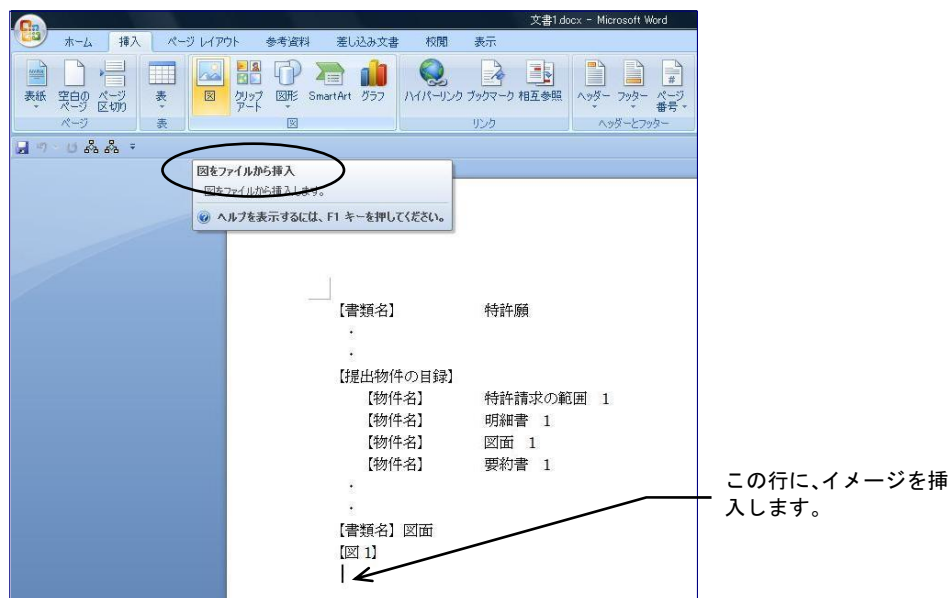 文書1.docx - Microsoft Word
ホーム 挿入 ページ レイアウト 参考資料 差し込み文書 校閲 表示
表紙 空白の ページ ページ 区切り 表 図 クリップ アート 図形 SmartArt グラフ ハイパーリンク ブックマーク 相互参照 ヘッダー フッター ページ 番号
ページ 表 図 リンク ヘッダーとフッター
図をファイルから挿入
図をファイルから挿入します。
ヘルプを表示するには、F1 キーを押してください。
【書類名】 特許願
・
・
【提出物件の目録】
【物件名】 特許請求の範囲 1
【物件名】 明細書 1
【物件名】 図面 1
【物件名】 要約書 1
・
・
【書類名】図面
【図 1】
この行に、イメージを挿
入します。